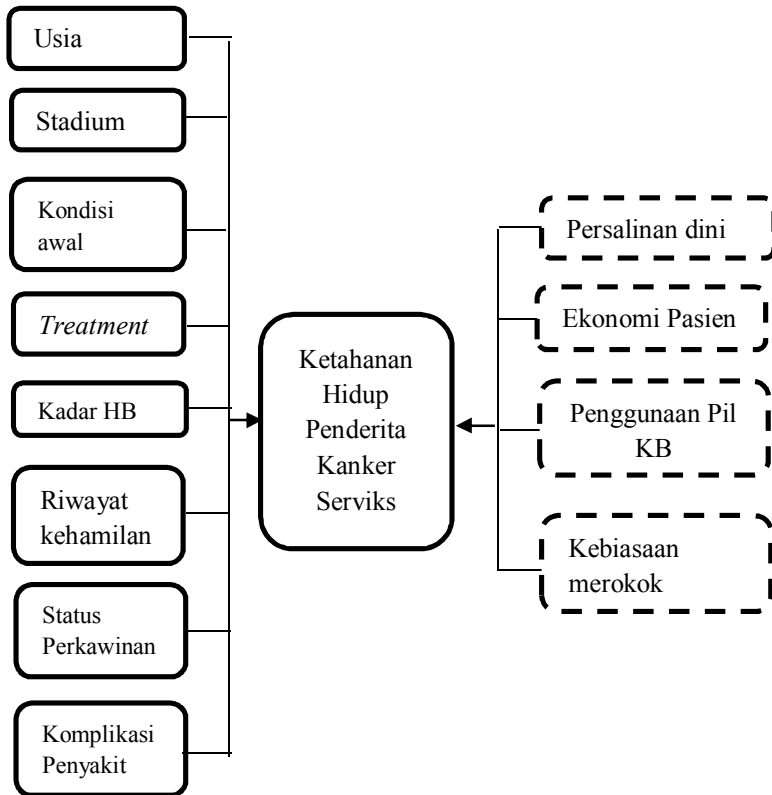 Usia
Stadium
Kondisi
awal
Treatment
Kadar HB
Riwayat
kehamilan
Status
Perkawinan
Komplikasi
Penyakit
Ketahanan
Hidup
Penderita
Kanker
Serviks
Persalinan dini
Ekonomi Pasien
Penggunaan Pil
KB
Kebiasaan
merokok